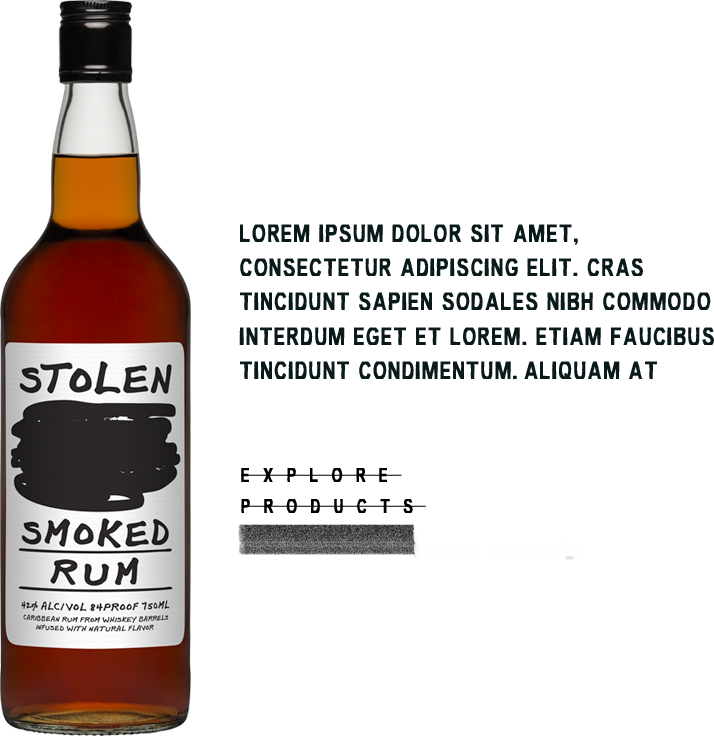 STOLEN
SMOKED
RUM
42% ALC/VOL 84PROOF 750ML
CARIBBEAN RUM FROM WHISKEY BARRELS
INFUSED WITH NATURAL FLAVOR
LOREM IPSUM DOLOR SIT AMET,
CONSECTETUR ADIPISCING ELIT. CRAS
TINCIDUNT SAPIEN SODALES NIBH COMMODO
INTERDUM EGET ET LOREM. ETIAM FAUCIBUS
TINCIDUNT CONDIMENTUM. ALIQUAM AT
EXPLORE
PRODUCTS